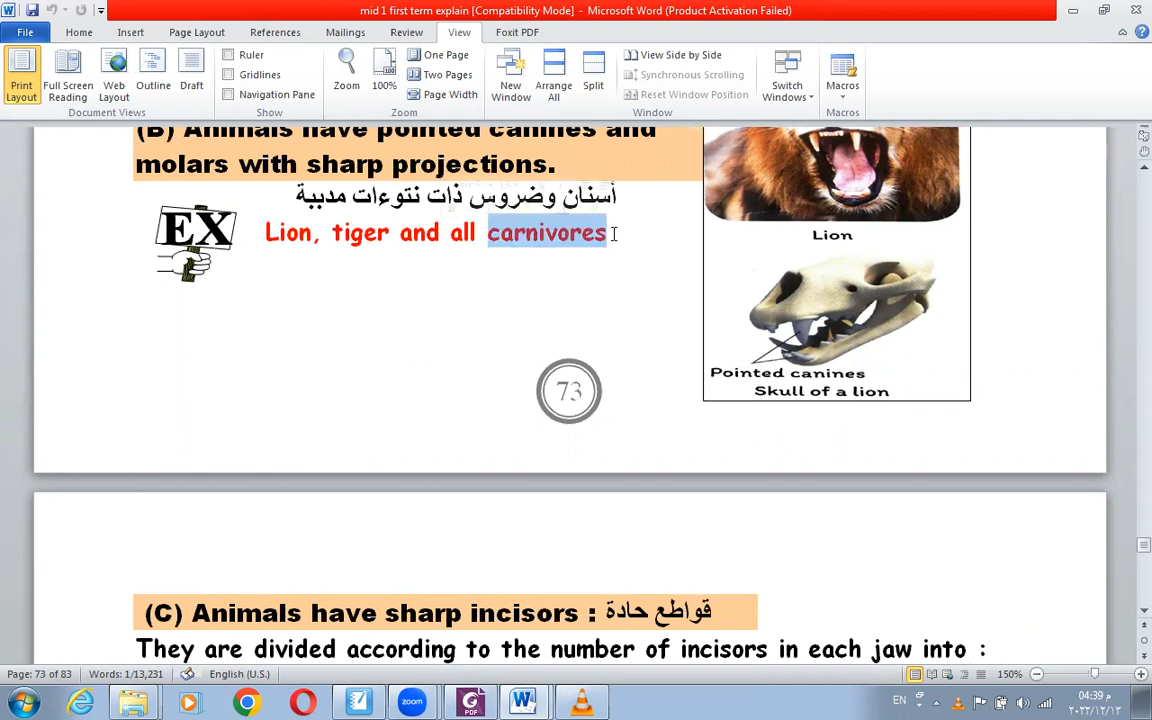 mid 1 first term explain [Compatibility Mode] - Microsoft Word (Product Activation Failed)
File Home Insert Page Layout References Mailings Review View Foxit PDF
Print Layout
Full Screen Reading
Web Layout
Outline
Draft
Document Views
Ruler
Gridlines
Navigation Pane
Show
Zoom
100%
One Page
Two Pages
Page Width
Zoom
New Window
Arrange All
Split
View Side by Side
Synchronous Scrolling
Reset Window Position
Window
Switch Windows
Macros
Macros
(B) Animals have pointed canines and
molars with sharp projections.
أسنان وضروس ذات نتوءات مدببة
EX
Lion, tiger and all carnivores
Lion
Pointed canines
Skull of a lion
73
(C) Animals have sharp incisors : قواطع حادة
They are divided according to the number of incisors in each jaw into :
Page: 73 of 83
Words: 1/13,231
English (U.S.)
150%
zoom
EN
04:39 م
٢٠٢٢/١٢/١٣